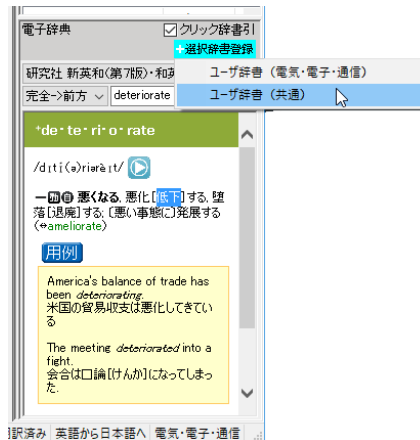 電子辞典
クリック辞書引
+選択辞書登録
ユーザ辞書（電気・電子・通信）
研究社 新英和(第7版)・和英
完全->前方
deteriorate
ユーザ辞書（共通）
*de·te·ri·o·rate
/dɪtí(ə)riərèɪt/
━動自 悪くなる, 悪化[低下]する, 堕
落[退廃]する;〔悪い事態に〕発展する
(⇔ameliorate)
用例
America's balance of trade has
been deteriorating.
米国の貿易収支は悪化してきてい
る
The meeting deteriorated into a
fight.
会合は口論[けんか]になってしまっ
た.
訳済み
英語から日本語へ
電気・電子・通信